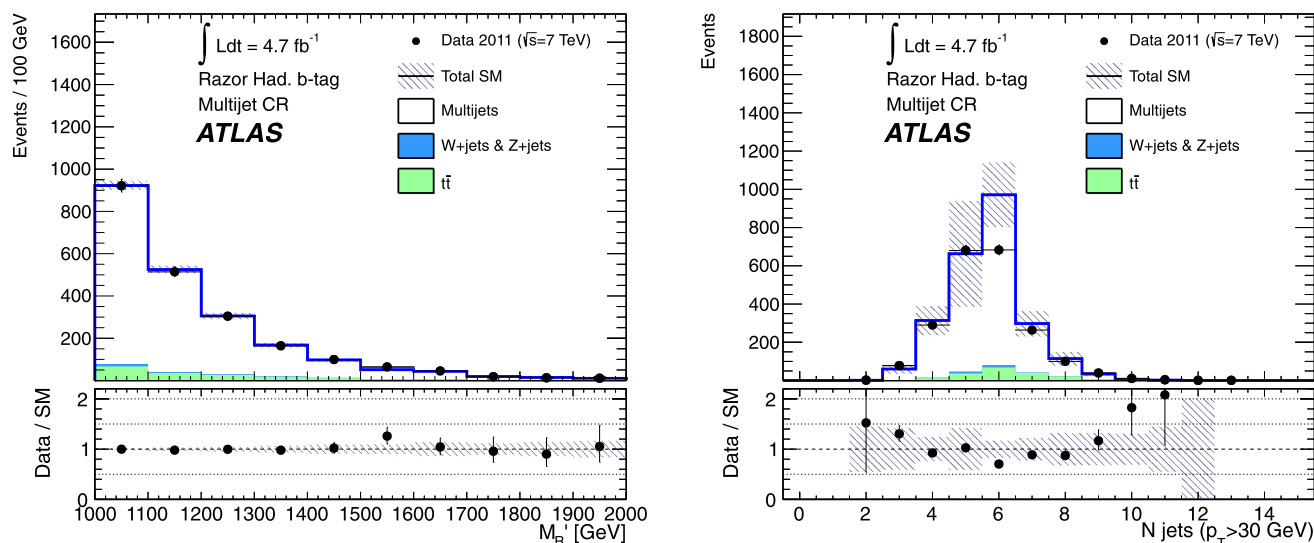 Events / 100 GeV
1600
1400
1200
1000
800
600
400
200
∫ Ldt = 4.7 fb⁻¹
Razor Had. b-tag
Multijet CR
ATLAS
Data 2011 (√s=7 TeV)
Total SM
Multijets
W+jets & Z+jets
tt̄
Data / SM
2
1
0
1000 1100 1200 1300 1400 1500 1600 1700 1800 1900 2000
M_R' [GeV]
Events
1800
1600
1400
1200
1000
800
600
400
200
∫ Ldt = 4.7 fb⁻¹
Razor Had. b-tag
Multijet CR
ATLAS
Data 2011 (√s=7 TeV)
Total SM
Multijets
W+jets & Z+jets
tt̄
Data / SM
2
1
0
0 2 4 6 8 10 12 14
N jets (p_T>30 GeV)